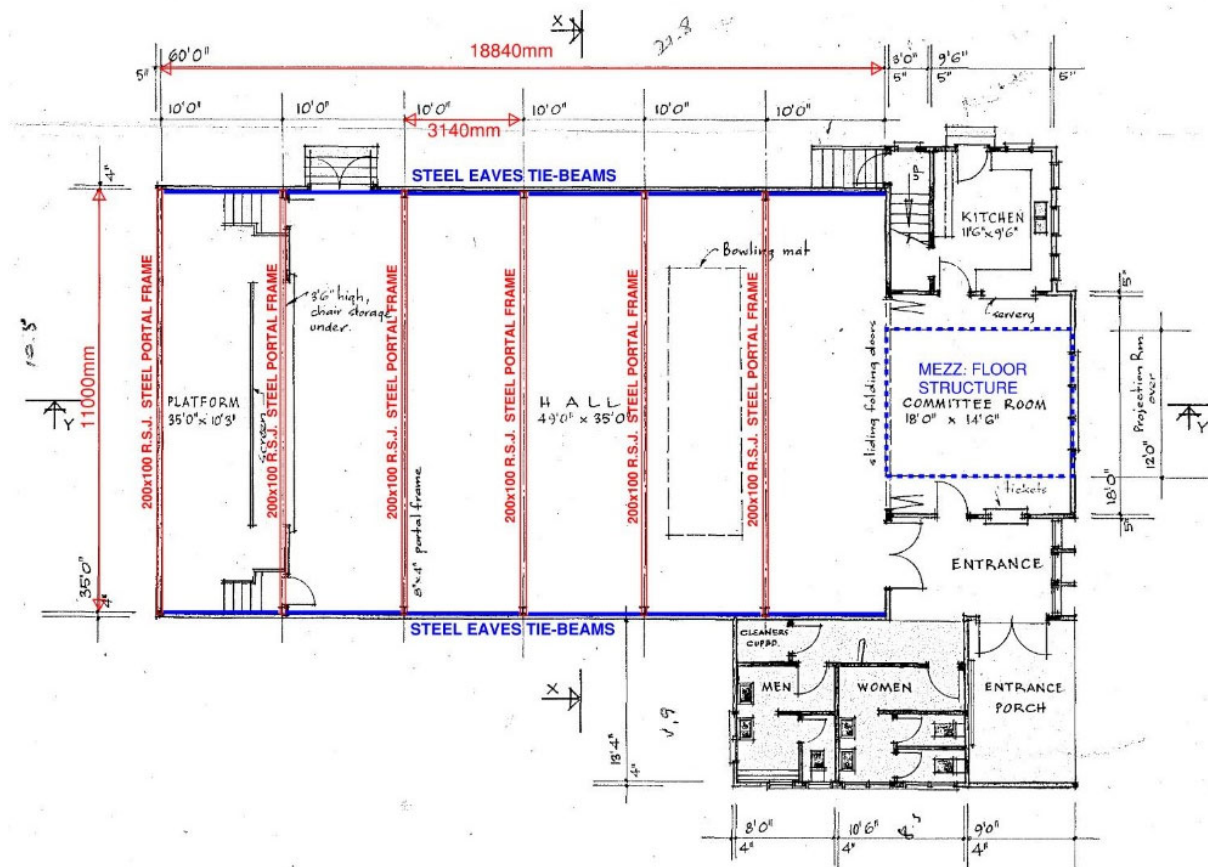 X
22.8
60'0"
18840mm
8'0"
9'6"
5"
5"
5"
5"
10'0"
10'0"
10'0"
10'0"
10'0"
10'0"
3140mm
4"
STEEL EAVES TIE-BEAMS
UP
KITCHEN
11'6" x 9'6"
Bowling mat
3'6" high,
chair storage
under.
servery
5"
200x100 R.S.J. STEEL PORTAL FRAME
200x100 R.S.J. STEEL PORTAL FRAME
200x100 R.S.J. STEEL PORTAL FRAME
200x100 R.S.J. STEEL PORTAL FRAME
200x100 R.S.J. STEEL PORTAL FRAME
200x100 R.S.J. STEEL PORTAL FRAME
11000mm
sliding folding doors
MEZZ: FLOOR
STRUCTURE
COMMITTEE ROOM
18'0" x 14'6"
Projection Rm.
over
12'0"
18'0"
PLATFORM
35'0" x 10'3"
screen
HALL
49'0" x 35'0"
Y
Y
8"x4" portal frame
tickets
5"
ENTRANCE
35'0"
4"
STEEL EAVES TIE-BEAMS
CLEANERS
CUPBD.
MEN
WOMEN
ENTRANCE
PORCH
X
13'4"
4"
8'0"
10'6"
9'0"
4"
4"
4"